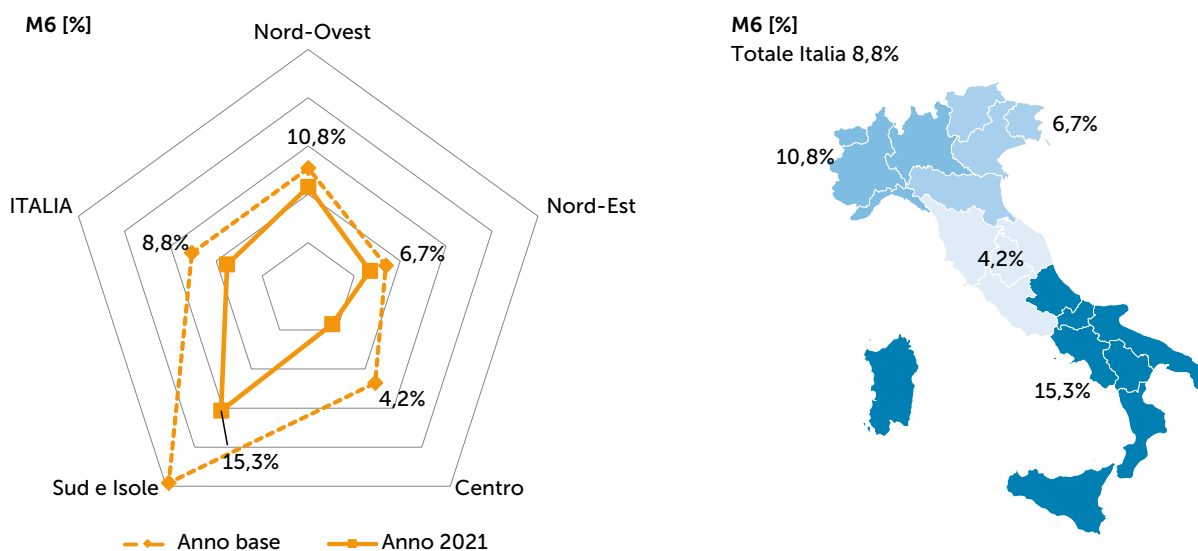 M6 [%]
Nord-Ovest
10,8%
ITALIA
Nord-Est
8,8%
6,7%
4,2%
15,3%
Sud e Isole
Centro
Anno base
Anno 2021
M6 [%]
Totale Italia 8,8%
6,7%
10,8%
4,2%
15,3%